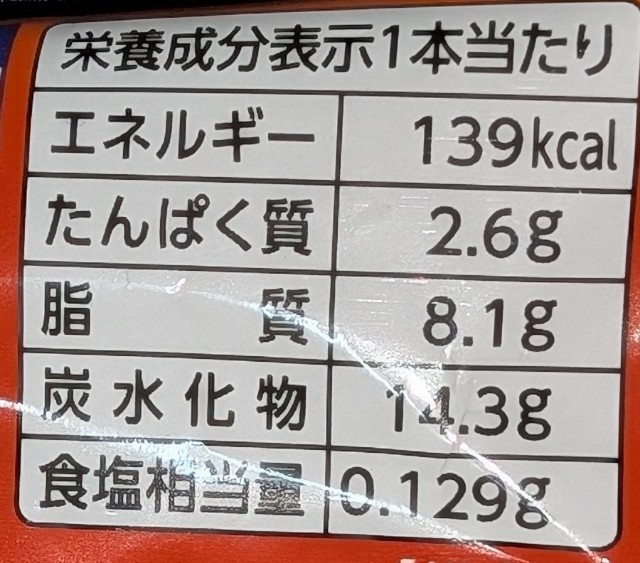 栄養成分表示1本当たり
エネルギー 139kcal
たんぱく質 2.6g
脂質 8.1g
炭水化物 14.3g
食塩相当量 0.129g